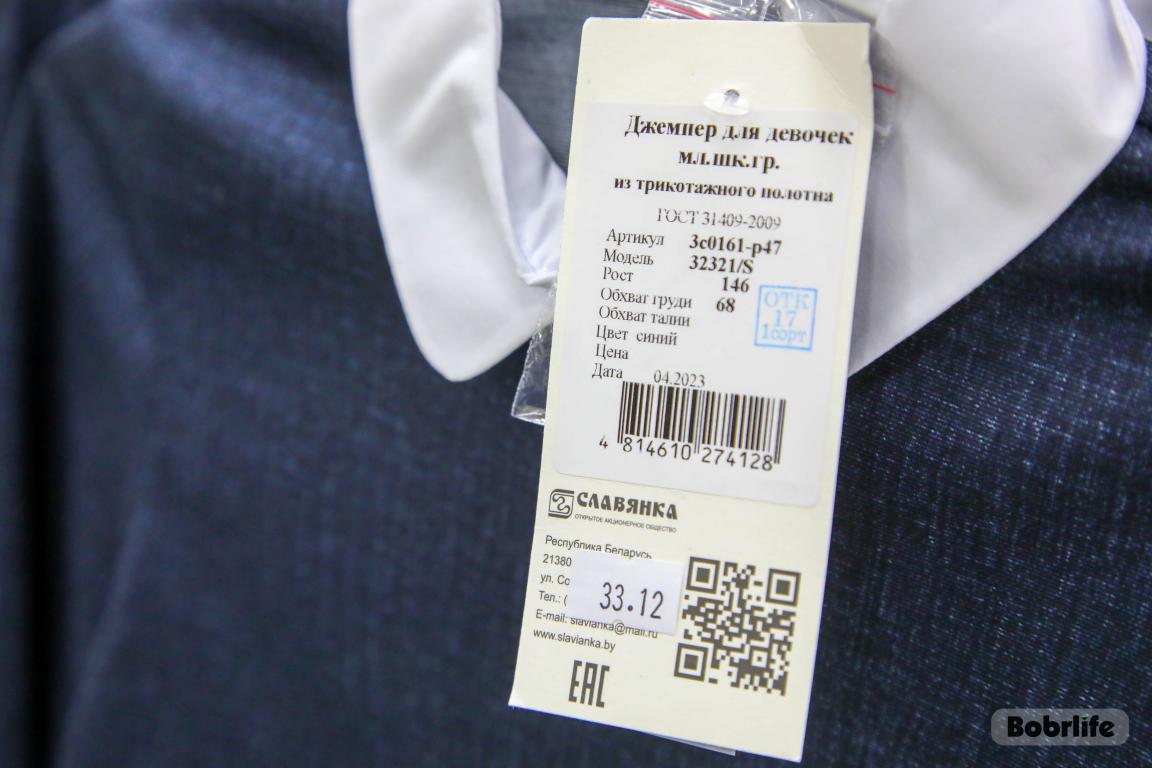 Джемпер для девочек
мл.шк.гр.
из трикотажного полотна
ГОСТ 31409-2009
Артикул 3с0161-р47
Модель 32321/S
Рост 146
Обхват груди 68
Обхват талии
Цвет синий
Цена
Дата 04.2023
ОТК
17
1сорт
4 814610 274128
СЛАВЯНКА
ОТКРЫТОЕ АКЦИОНЕРНОЕ ОБЩЕСТВО
Республика Беларусь
21380
ул. Со
Тел.: (
33.12
E-mail: slavianka@mail.ru
www.slavianka.by
EAC
Bobrlife